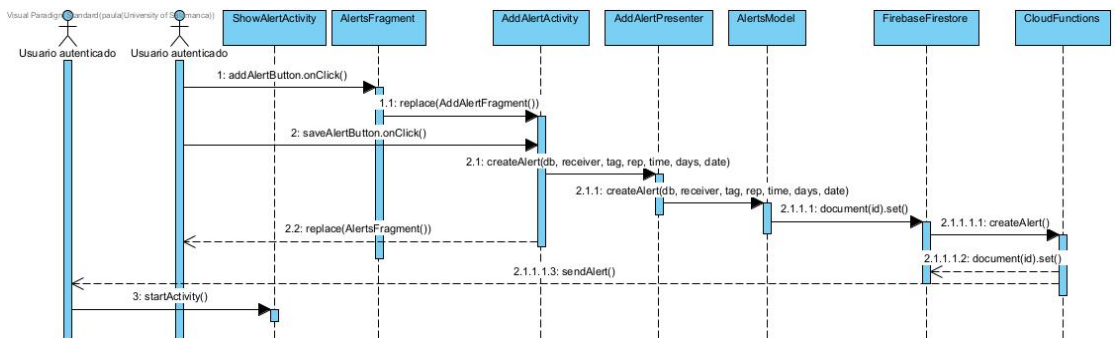 Visual Paradigm Standard(paula(University of Salamanca))
Usuario autenticado
Usuario autenticado
ShowAlertActivity
AlertsFragment
AddAlertActivity
AddAlertPresenter
AlertsModel
FirebaseFirestore
CloudFunctions
1: addAlertButton.onClick()
1.1: replace(AddAlertFragment())
2: saveAlertButton.onClick()
2.1: createAlert(db, receiver, tag, rep, time, days, date)
2.1.1: createAlert(db, receiver, tag, rep, time, days, date)
2.1.1.1: document(id).set()
2.1.1.1.1: createAlert()
2.2: replace(AlertsFragment())
2.1.1.1.2: document(id).set()
2.1.1.1.3: sendAlert()
3: startActivity()